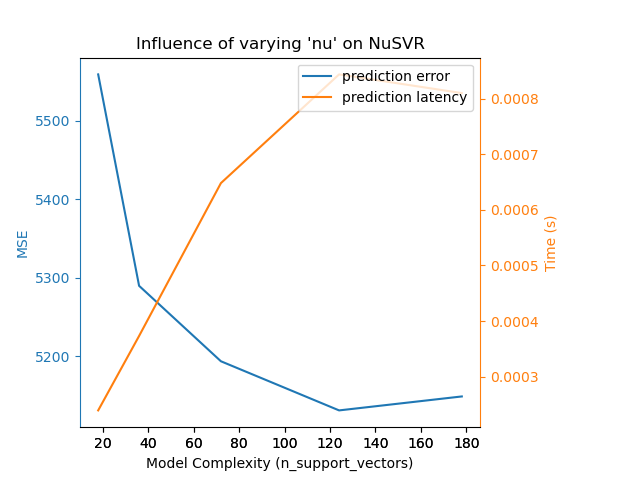 Influence of varying 'nu' on NuSVR
prediction error
prediction latency
5500
5400
5300
5200
MSE
0.0008
0.0007
0.0006
0.0005
0.0004
0.0003
Time (s)
20 40 60 80 100 120 140 160 180
Model Complexity (n_support_vectors)